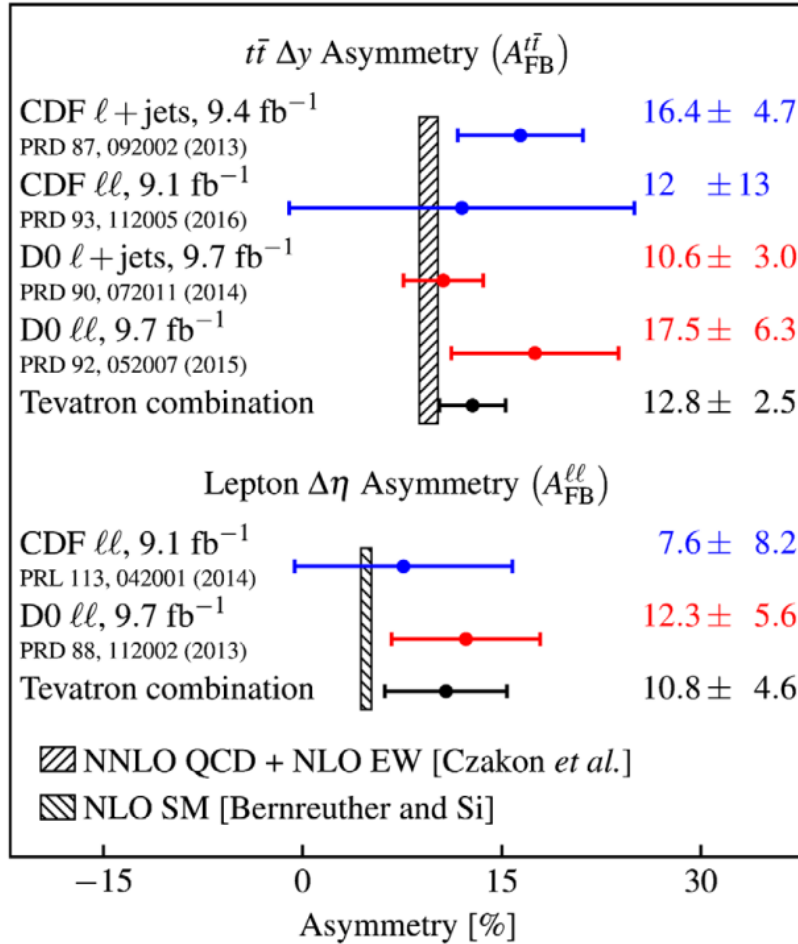 tt̄ Δy Asymmetry (A_FB^tt̄)
CDF ℓ+jets, 9.4 fb⁻¹ 16.4 ± 4.7
PRD 87, 092002 (2013)
CDF ℓℓ, 9.1 fb⁻¹ 12 ± 13
PRD 93, 112005 (2016)
D0 ℓ+jets, 9.7 fb⁻¹ 10.6 ± 3.0
PRD 90, 072011 (2014)
D0 ℓℓ, 9.7 fb⁻¹ 17.5 ± 6.3
PRD 92, 052007 (2015)
Tevatron combination 12.8 ± 2.5
Lepton Δη Asymmetry (A_FB^ℓℓ)
CDF ℓℓ, 9.1 fb⁻¹ 7.6 ± 8.2
PRL 113, 042001 (2014)
D0 ℓℓ, 9.7 fb⁻¹ 12.3 ± 5.6
PRD 88, 112002 (2013)
Tevatron combination 10.8 ± 4.6
NNLO QCD + NLO EW [Czakon et al.]
NLO SM [Bernreuther and Si]
−15 0 15 30
Asymmetry [%]